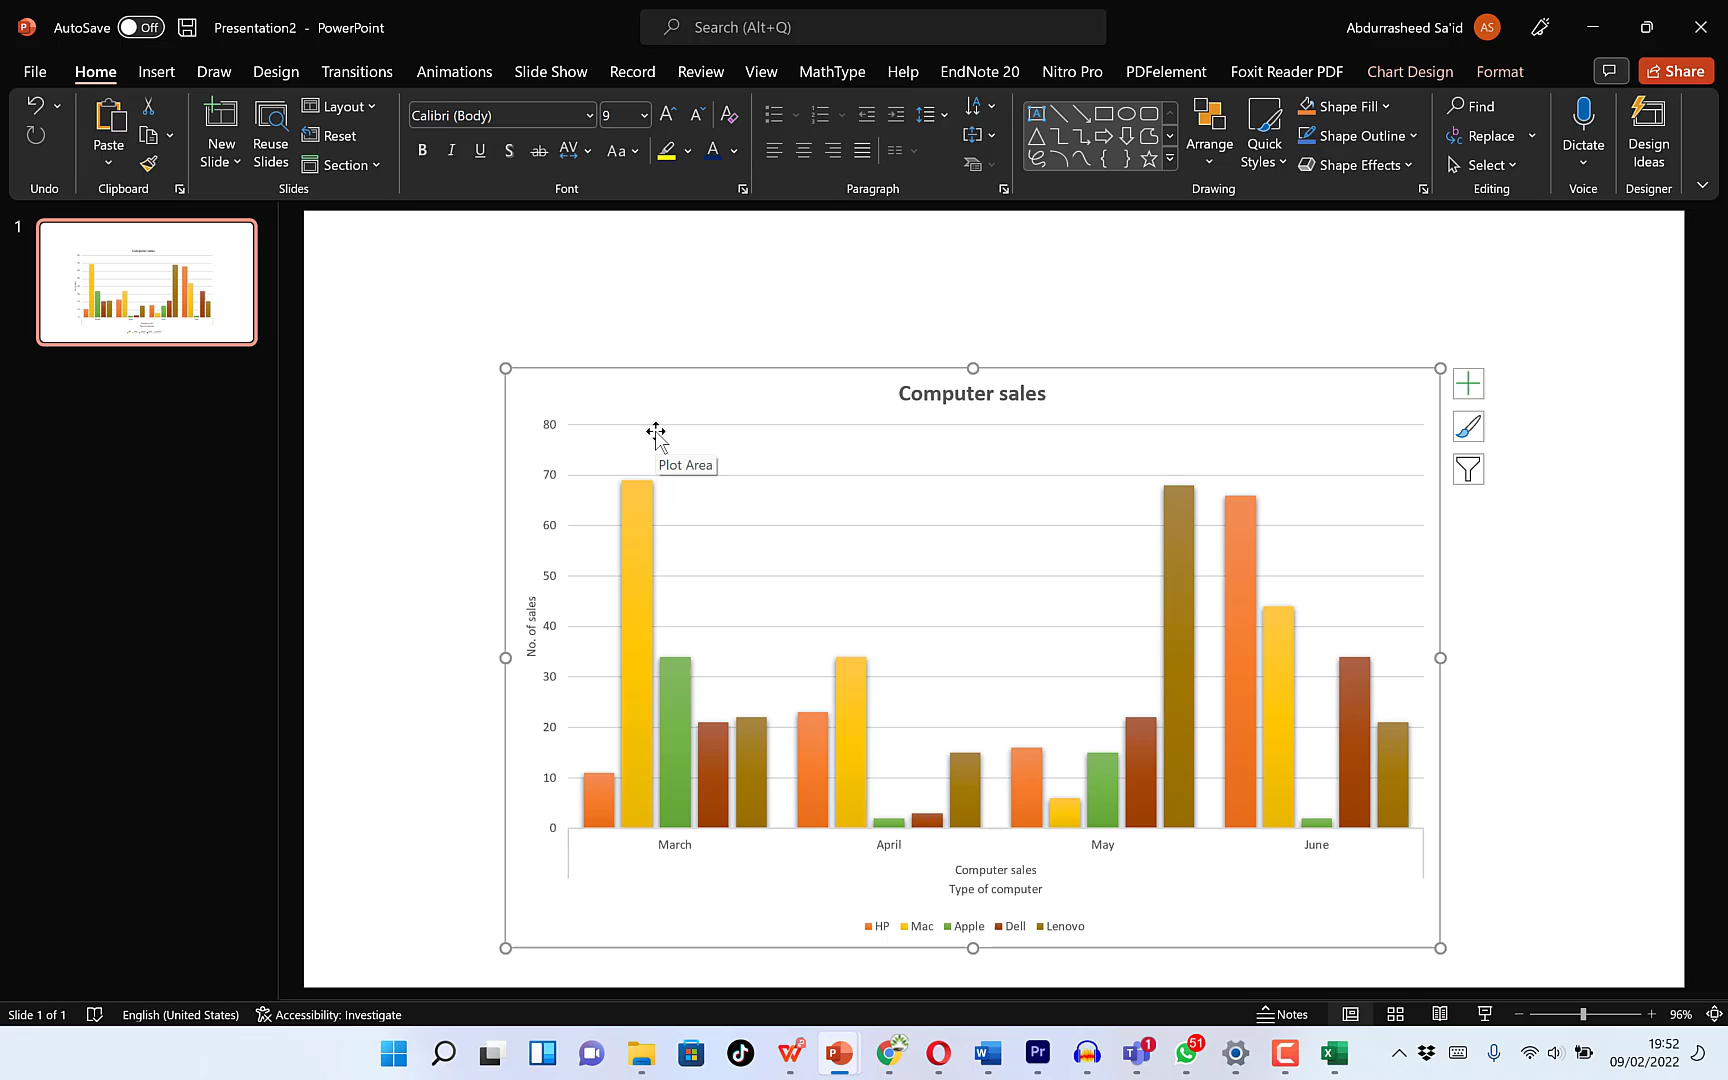 AutoSave Off Presentation2 - PowerPoint Search (Alt+Q) Abdurrasheed Sa'id AS
File Home Insert Draw Design Transitions Animations Slide Show Record Review View MathType Help EndNote 20 Nitro Pro PDFelement Foxit Reader PDF Chart Design Format Share
Paste
New Slide
Reuse Slides
Layout
Reset
Section
Calibri (Body) 9
B I U S ab AV Aa A
Arrange
Quick Styles
Shape Fill
Shape Outline
Shape Effects
Find
Replace
Select
Dictate
Design Ideas
Undo Clipboard Slides Font Paragraph Drawing Editing Voice Designer
1
Computer sales
80
Plot Area
70
60
50
No. of sales
40
30
20
10
0
March April May June
Computer sales
Type of computer
HP Mac Apple Dell Lenovo
Slide 1 of 1 English (United States) Accessibility: Investigate Notes 96%
W Pr 1 51 X 19:52
09/02/2022